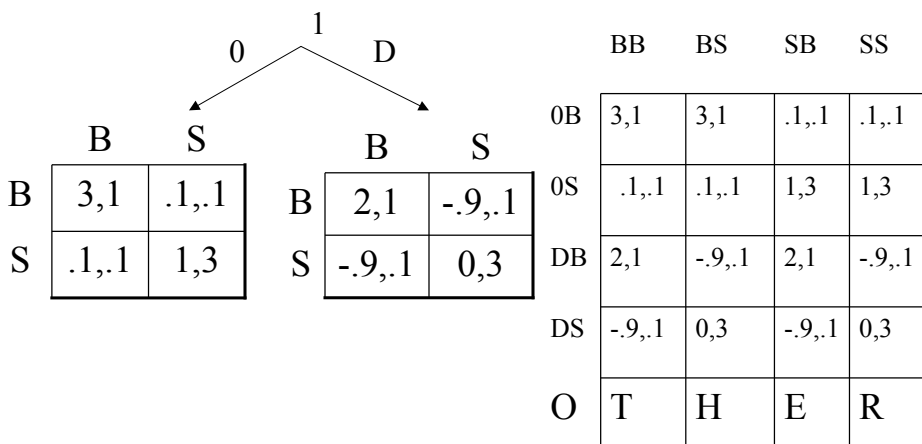 1
0 D
B S
B 3,1 .1,.1
S .1,.1 1,3
B S
B 2,1 -.9,.1
S -.9,.1 0,3
BB BS SB SS
0B 3,1 3,1 .1,.1 .1,.1
0S .1,.1 .1,.1 1,3 1,3
DB 2,1 -.9,.1 2,1 -.9,.1
DS -.9,.1 0,3 -.9,.1 0,3
O T H E R